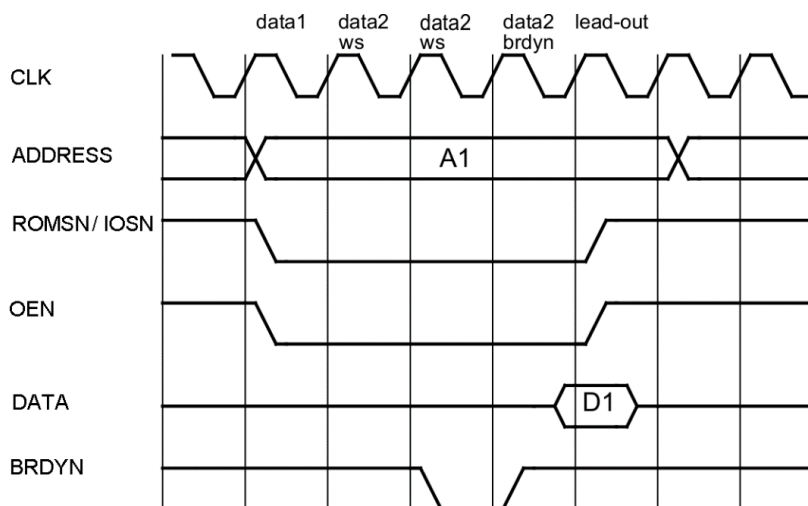 data1 data2 data2 data2 lead-out
ws ws brdyn
CLK
ADDRESS A1
ROMSN/ IOSN
OEN
DATA D1
BRDYN